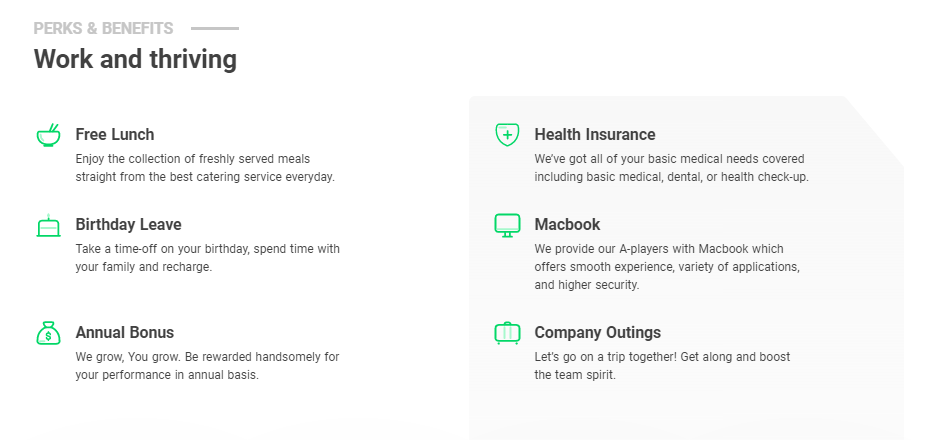 PERKS & BENEFITS
Work and thriving
Free Lunch
Enjoy the collection of freshly served meals
straight from the best catering service everyday.
Birthday Leave
Take a time-off on your birthday, spend time with
your family and recharge.
Annual Bonus
We grow, You grow. Be rewarded handsomely for
your performance in annual basis.
Health Insurance
We've got all of your basic medical needs covered
including basic medical, dental, or health check-up.
Macbook
We provide our A-players with Macbook which
offers smooth experience, variety of applications,
and higher security.
Company Outings
Let's go on a trip together! Get along and boost
the team spirit.